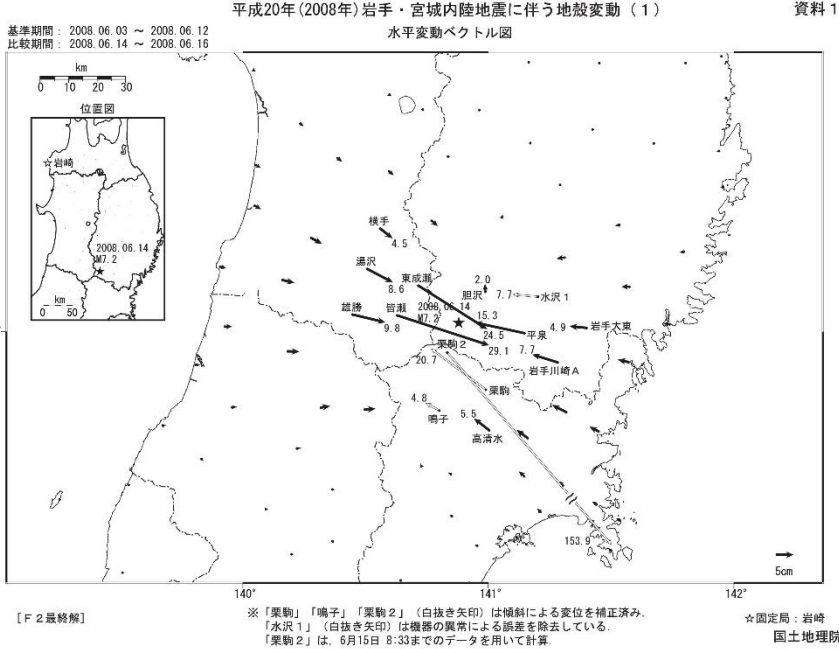 平成20年(2008年)岩手・宮城内陸地震に伴う地殻変動（1）
資料1
基準期間：2008.06.03 ～ 2008.06.12
比較期間：2008.06.14 ～ 2008.06.16
水平変動ベクトル図
km
0 10 20 30
位置図
☆岩崎
2008.06.14
M7.2
km
0 50
横手
4.5
湯沢
8.6
東成瀬
2.0
胆沢
7.7
水沢1
雄勝
9.8
皆瀬
2008.06.14
M7.2
15.3
24.5
平泉
4.9
岩手大東
栗駒2
29.1
20.7
7.7
岩手川崎A
栗駒
4.8
鳴子
5.5
高清水
153.9
5cm
140°
141°
142°
[F2最終解]
※「栗駒」「鳴子」「栗駒2」（白抜き矢印）は傾斜による変位を補正済み.
「水沢1」（白抜き矢印）は機器の異常による誤差を除去している.
「栗駒2」は, 6月15日 8:33までのデータを用いて計算.
☆固定局：岩崎
国土地理院